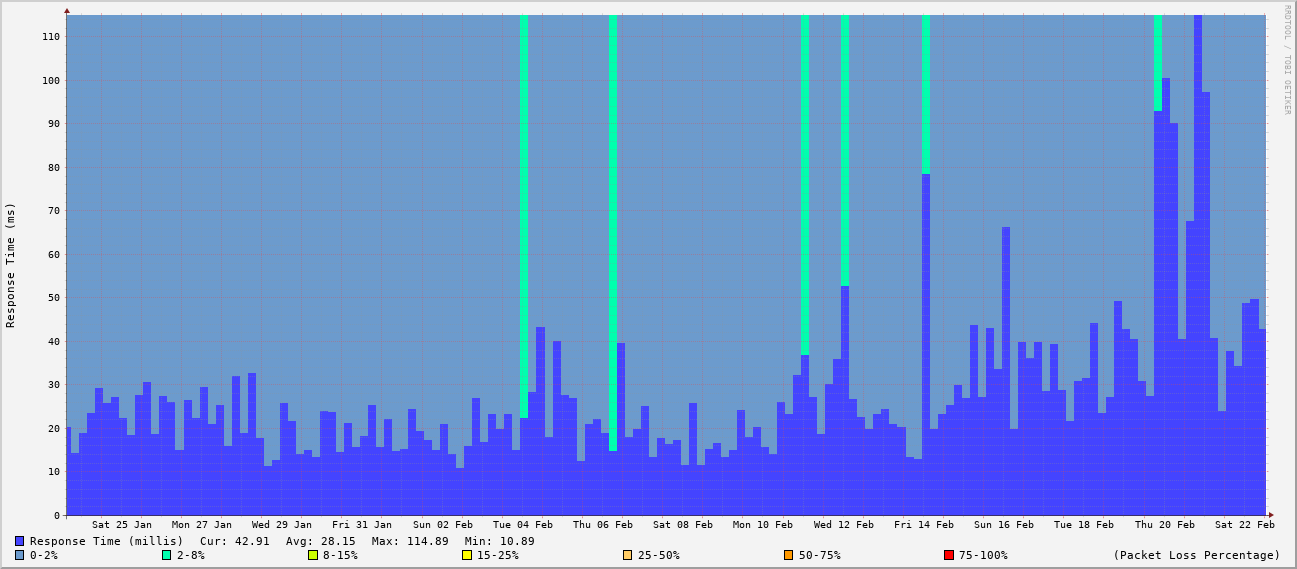 RRDTOOL / TOBI OETIKER
Response Time (ms)
110
100
90
80
70
60
50
40
30
20
10
0
Sat 25 Jan Mon 27 Jan Wed 29 Jan Fri 31 Jan Sun 02 Feb Tue 04 Feb Thu 06 Feb Sat 08 Feb Mon 10 Feb Wed 12 Feb Fri 14 Feb Sun 16 Feb Tue 18 Feb Thu 20 Feb Sat 22 Feb
Response Time (millis) Cur: 42.91 Avg: 28.15 Max: 114.89 Min: 10.89
0-2% 2-8% 8-15% 15-25% 25-50% 50-75% 75-100% (Packet Loss Percentage)